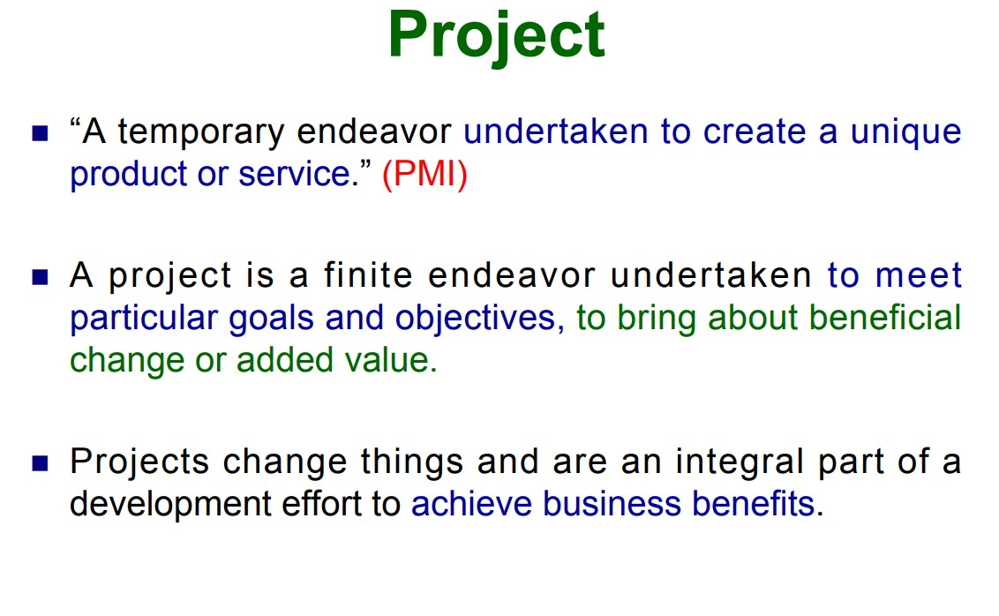 Project
■ “A temporary endeavor undertaken to create a unique
product or service.” (PMI)
■ A project is a finite endeavor undertaken to meet
particular goals and objectives, to bring about beneficial
change or added value.
■ Projects change things and are an integral part of a
development effort to achieve business benefits.